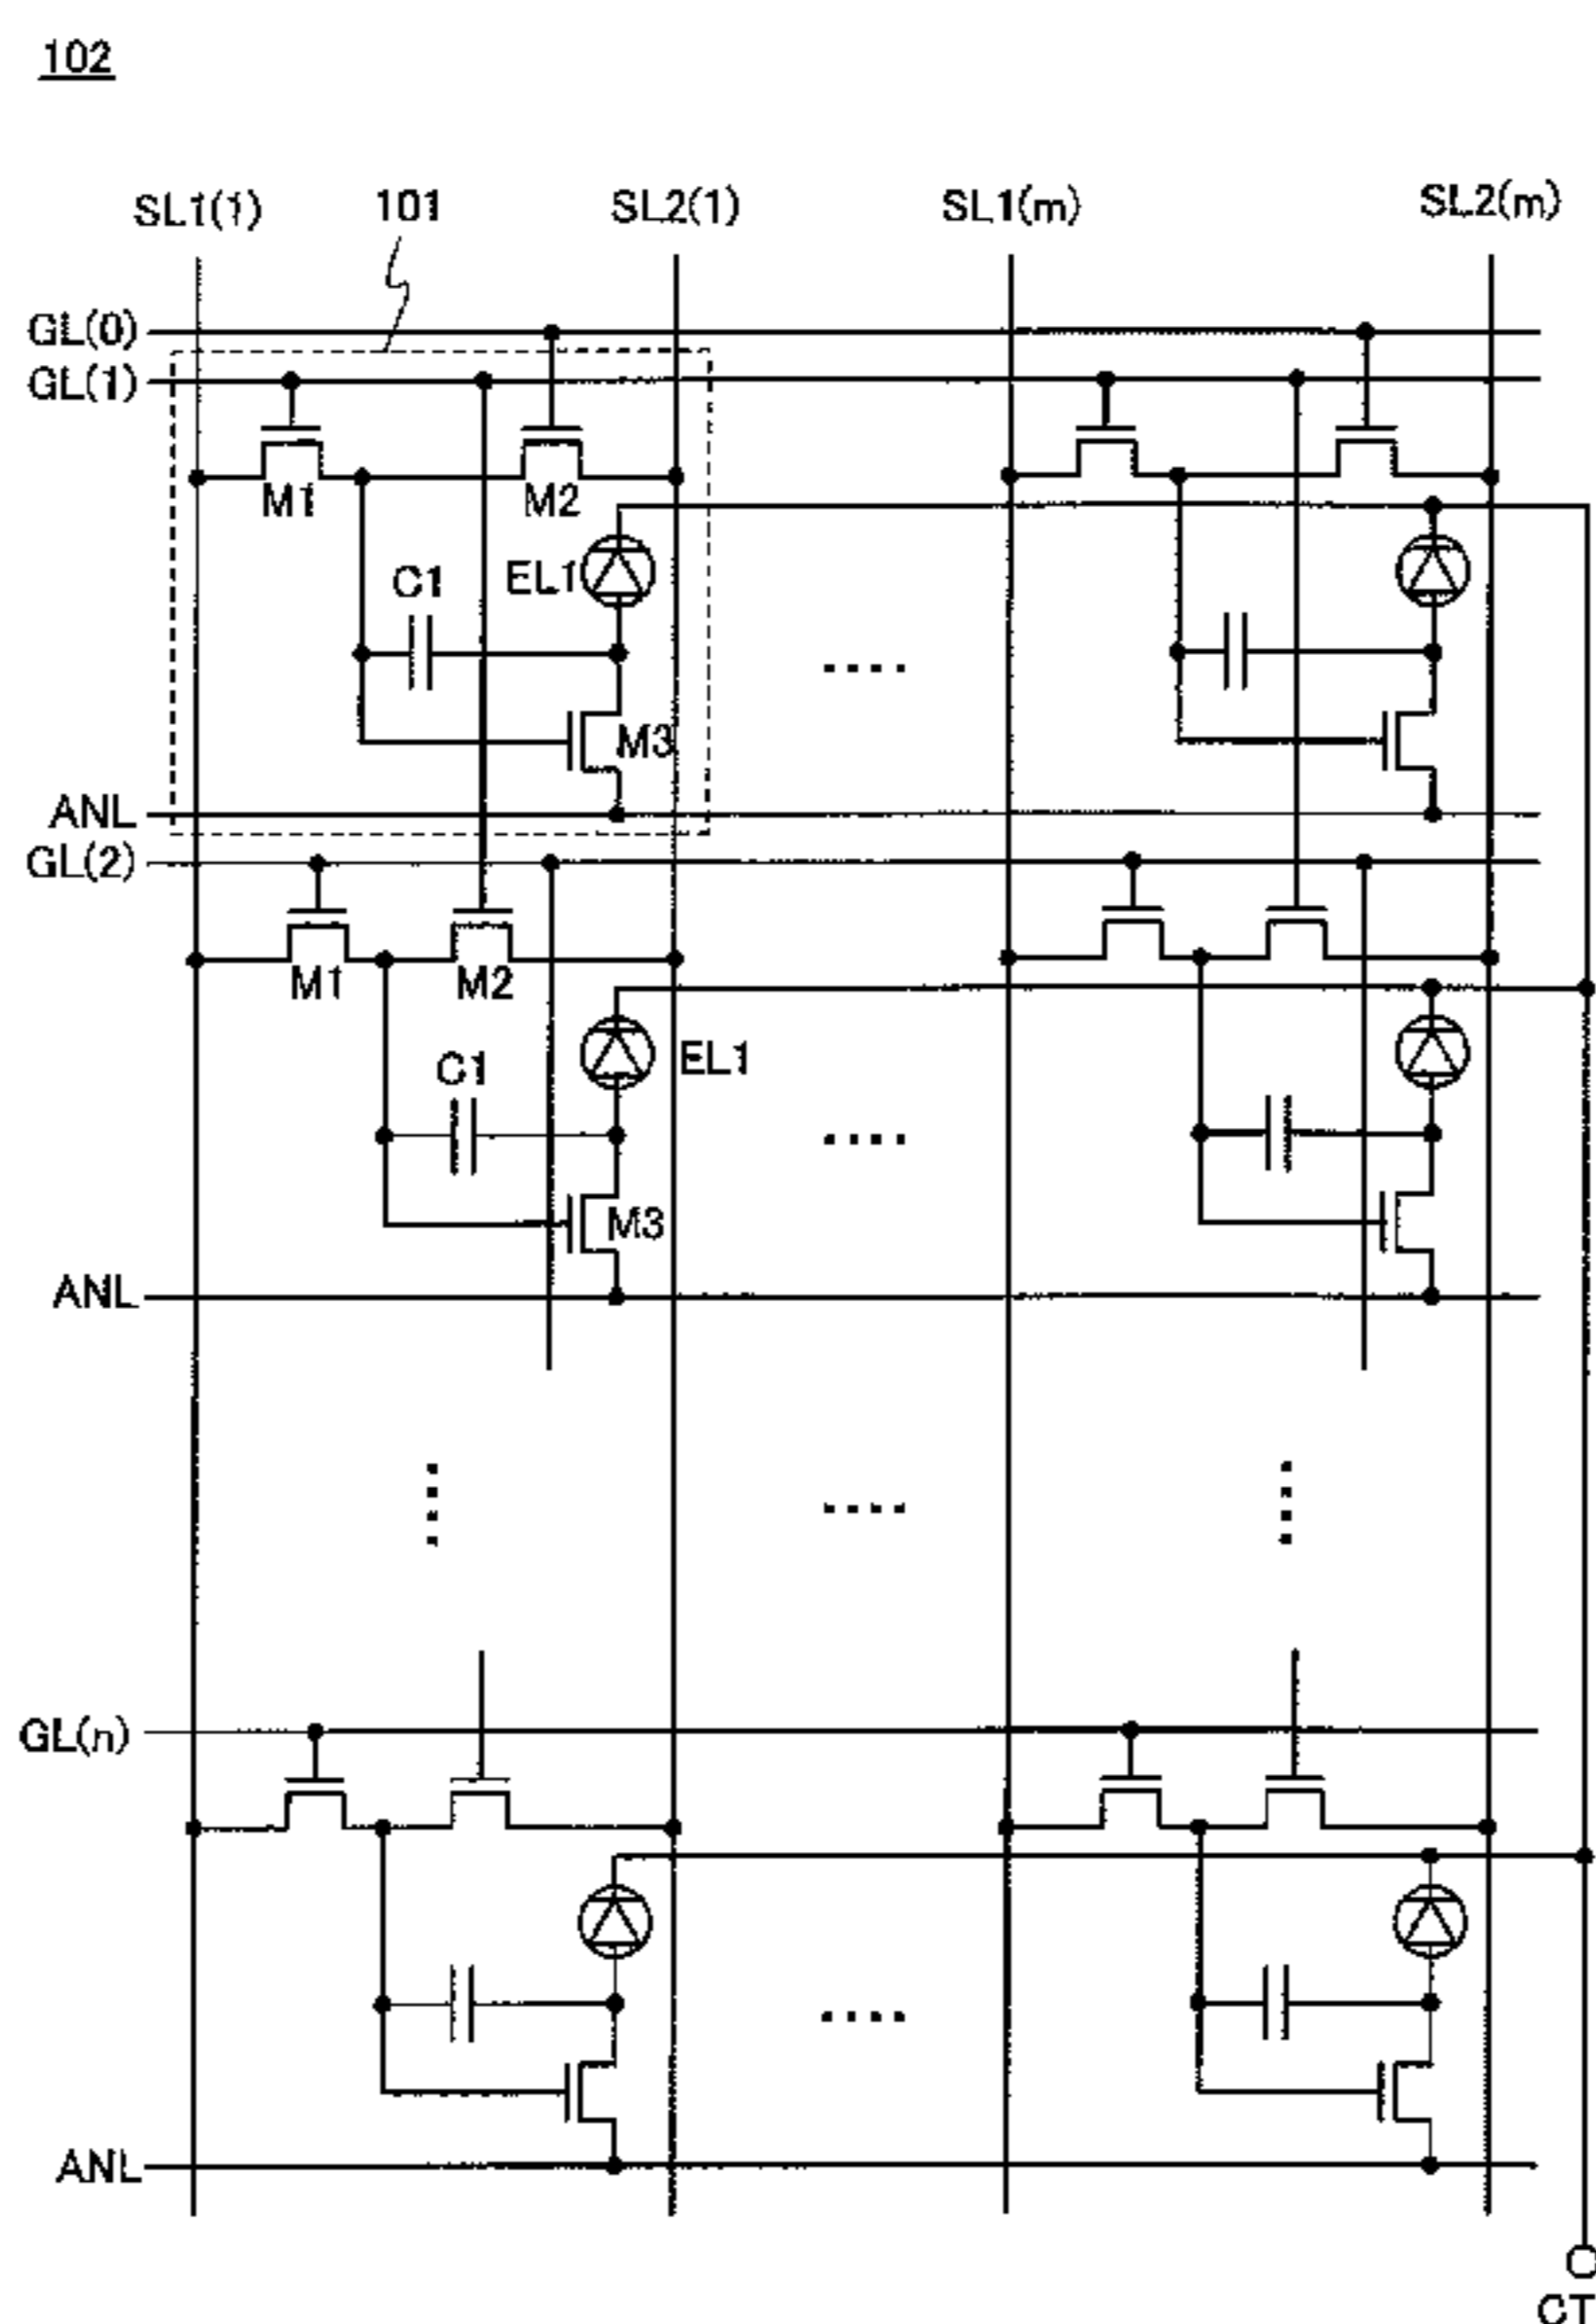 102
SL1(1) 101 SL2(1) SL1(m) SL2(m)
GL(0)
GL(1)
M1 M2
C1 EL1
M3
ANL
GL(2)
M1 M2
C1 EL1
M3
ANL
GL(n)
ANL
CT